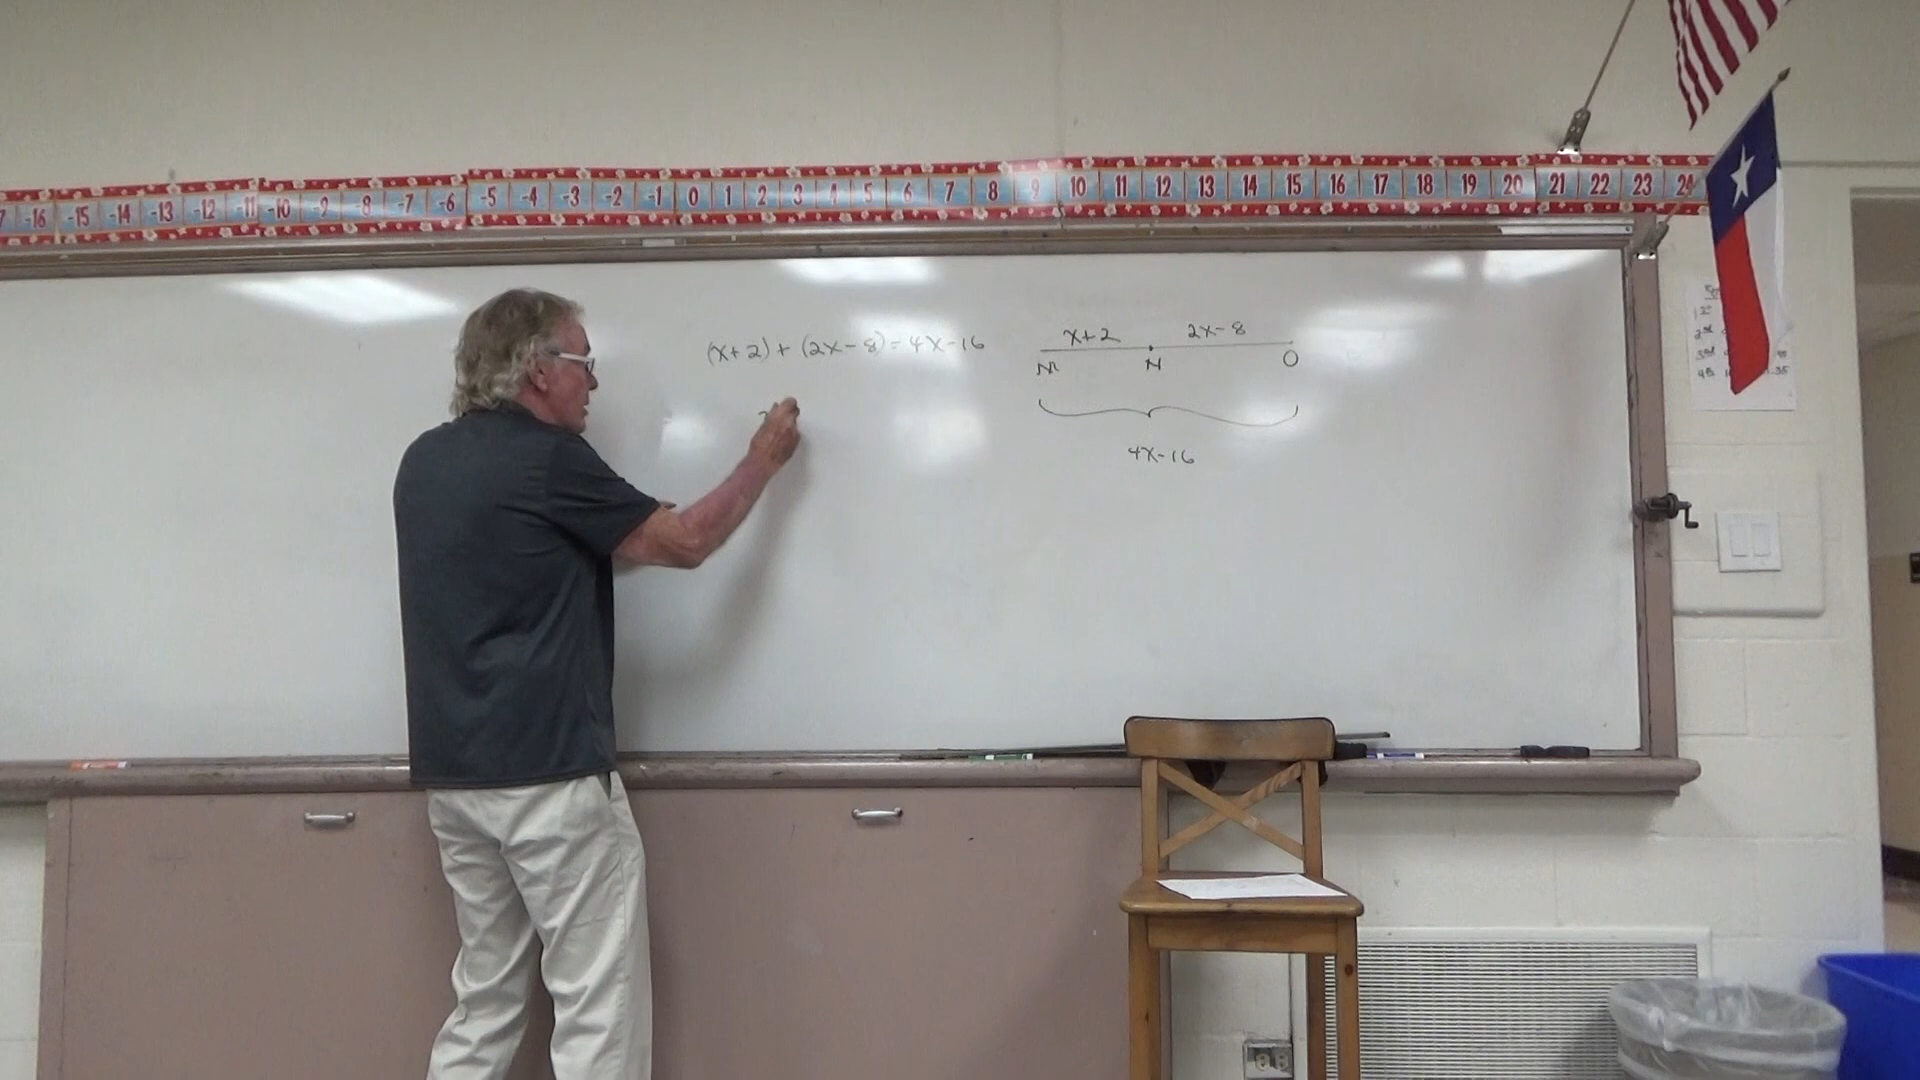 -16 -15 -14 -13 -12 -11 -10 -9 -8 -7 -6 -5 -4 -3 -2 -1 0 1 2 3 4 5 6 7 8 9 10 11 12 13 14 15 16 17 18 19 20 21 22 23 24
(x+2) + (2x-8) = 4x-16
x+2 2x-8
M N O
4x-16